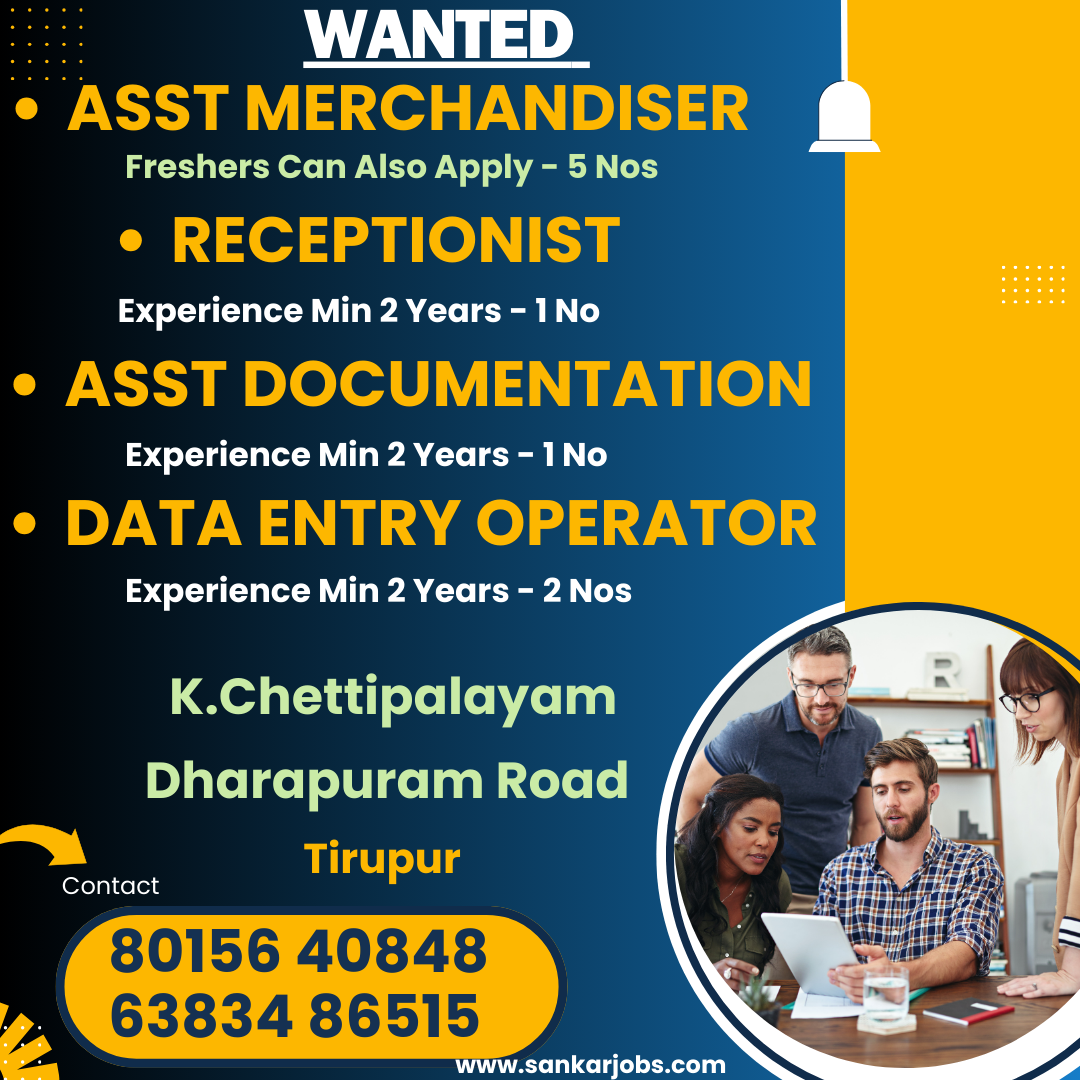 WANTED
• ASST MERCHANDISER
Freshers Can Also Apply - 5 Nos
• RECEPTIONIST
Experience Min 2 Years - 1 No
• ASST DOCUMENTATION
Experience Min 2 Years - 1 No
• DATA ENTRY OPERATOR
Experience Min 2 Years - 2 Nos
K.Chettipalayam
Dharapuram Road
Tirupur
Contact
80156 40848
63834 86515
www.sankarjobs.com
R